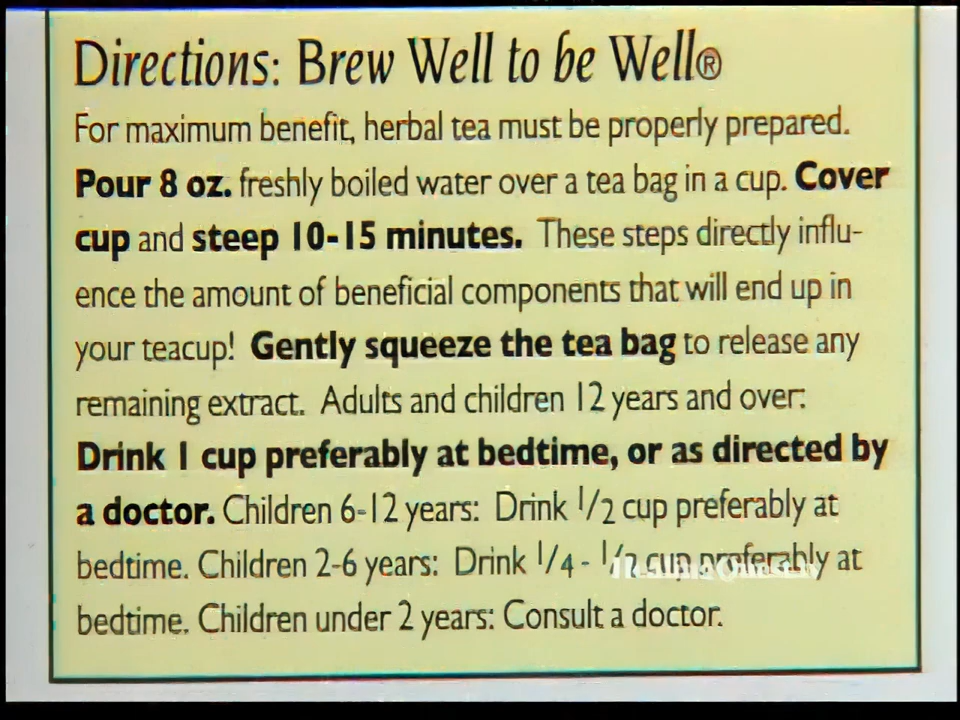 Directions: Brew Well to be Well®
For maximum benefit, herbal tea must be properly prepared.
Pour 8 oz. freshly boiled water over a tea bag in a cup. Cover
cup and steep 10-15 minutes. These steps directly influ-
ence the amount of beneficial components that will end up in
your teacup! Gently squeeze the tea bag to release any
remaining extract. Adults and children 12 years and over:
Drink 1 cup preferably at bedtime, or as directed by
a doctor. Children 6-12 years: Drink 1/2 cup preferably at
bedtime. Children 2-6 years: Drink 1/4 - 1/2 cup preferably at
bedtime. Children under 2 years: Consult a doctor.